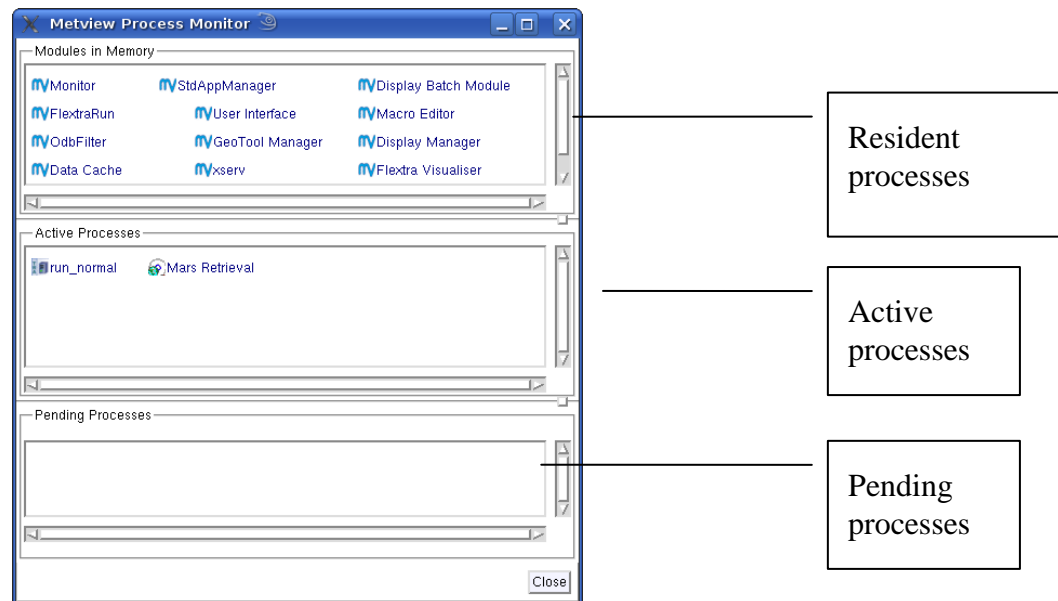 Metview Process Monitor
Modules in Memory
Monitor StdAppManager Display Batch Module
FlextraRun User Interface Macro Editor
OdbFilter GeoTool Manager Display Manager
Data Cache xserv Flextra Visualiser
Active Processes
run_normal Mars Retrieval
Pending Processes
Close
Resident
processes
Active
processes
Pending
processes